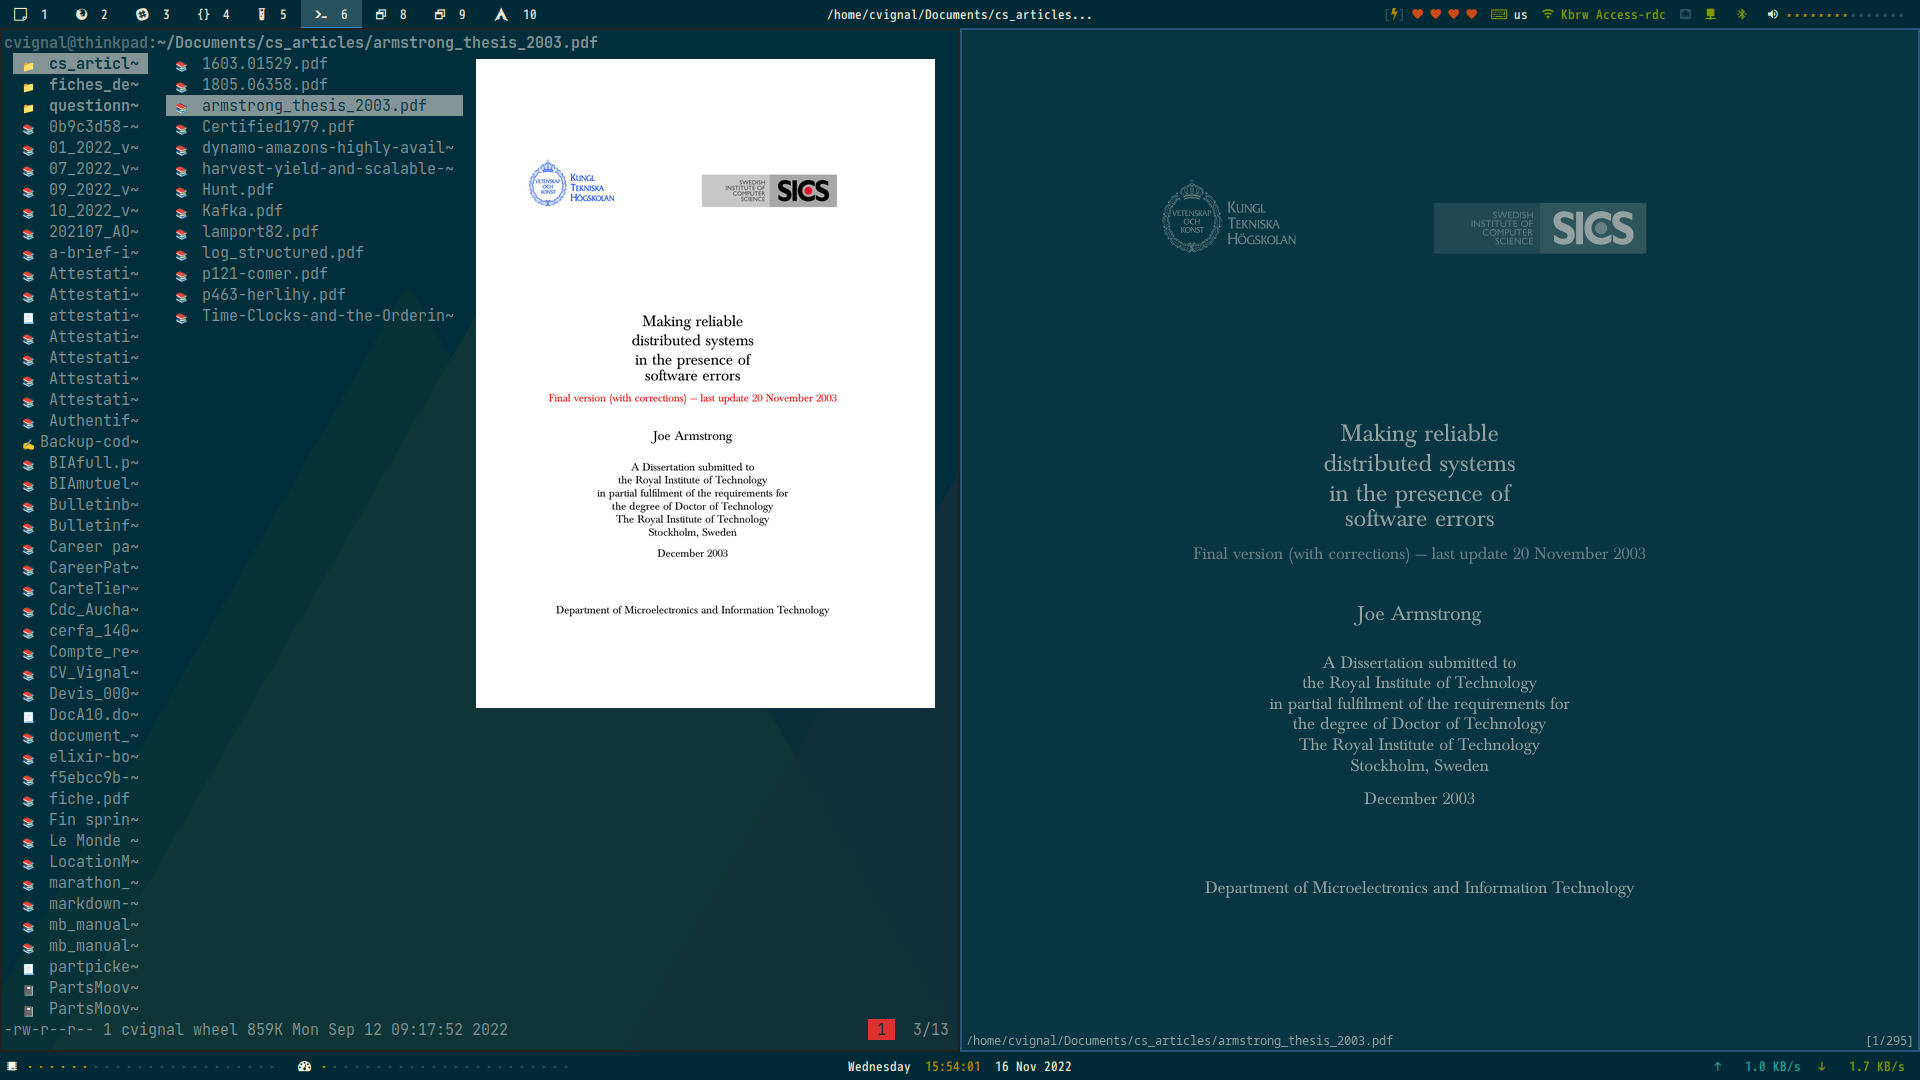 1 2 3 {} 4 5 >_ 6 8 9 10
/home/cvignal/Documents/cs_articles...
us Kbrw Access-rdc
cvignal@thinkpad:~/Documents/cs_articles/armstrong_thesis_2003.pdf
cs_articl~
fiches_de~
questionn~
0b9c3d58-~
01_2022_v~
07_2022_v~
09_2022_v~
10_2022_v~
202107_AO~
a-brief-i~
Attestati~
Attestati~
attestati~
Attestati~
Attestati~
Attestati~
Attestati~
Authentif~
Backup-cod~
BIAfull.p~
BIAmutuel~
Bulletinb~
Bulletinf~
Career pa~
CareerPat~
CarteTier~
Cdc_Aucha~
cerfa_140~
Compte_re~
CV_Vignal~
Devis_000~
DocA10.do~
document_~
elixir-bo~
f5ebcc9b-~
fiche.pdf
Fin sprin~
Le Monde ~
LocationM~
marathon_~
markdown-~
mb_manual~
mb_manual~
partpicke~
PartsMoov~
PartsMoov~
1603.01529.pdf
1805.06358.pdf
armstrong_thesis_2003.pdf
Certified1979.pdf
dynamo-amazons-highly-avail~
harvest-yield-and-scalable-~
Hunt.pdf
Kafka.pdf
lamport82.pdf
log_structured.pdf
p121-comer.pdf
p463-herlihy.pdf
Time-Clocks-and-the-Orderin~
VETENSKAP
OCH
KONST
KUNGL
TEKNISKA
HÖGSKOLAN
SWEDISH
INSTITUTE OF
COMPUTER
SCIENCE
SICS
Making reliable
distributed systems
in the presence of
software errors
Final version (with corrections) — last update 20 November 2003
Joe Armstrong
A Dissertation submitted to
the Royal Institute of Technology
in partial fulfilment of the requirements for
the degree of Doctor of Technology
The Royal Institute of Technology
Stockholm, Sweden
December 2003
Department of Microelectronics and Information Technology
-rw-r--r-- 1 cvignal wheel 859K Mon Sep 12 09:17:52 2022
1 3/13
VETENSKAP
OCH
KONST
KUNGL
TEKNISKA
HÖGSKOLAN
SWEDISH
INSTITUTE OF
COMPUTER
SCIENCE
SICS
Making reliable
distributed systems
in the presence of
software errors
Final version (with corrections) — last update 20 November 2003
Joe Armstrong
A Dissertation submitted to
the Royal Institute of Technology
in partial fulfilment of the requirements for
the degree of Doctor of Technology
The Royal Institute of Technology
Stockholm, Sweden
December 2003
Department of Microelectronics and Information Technology
/home/cvignal/Documents/cs_articles/armstrong_thesis_2003.pdf
[1/295]
Wednesday 15:54:01 16 Nov 2022
↑ 1.0 KB/s ↓ 1.7 KB/s